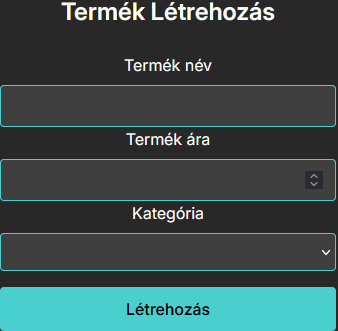 Termék Létrehozás
Termék név
Termék ára
Kategória
Létrehozás